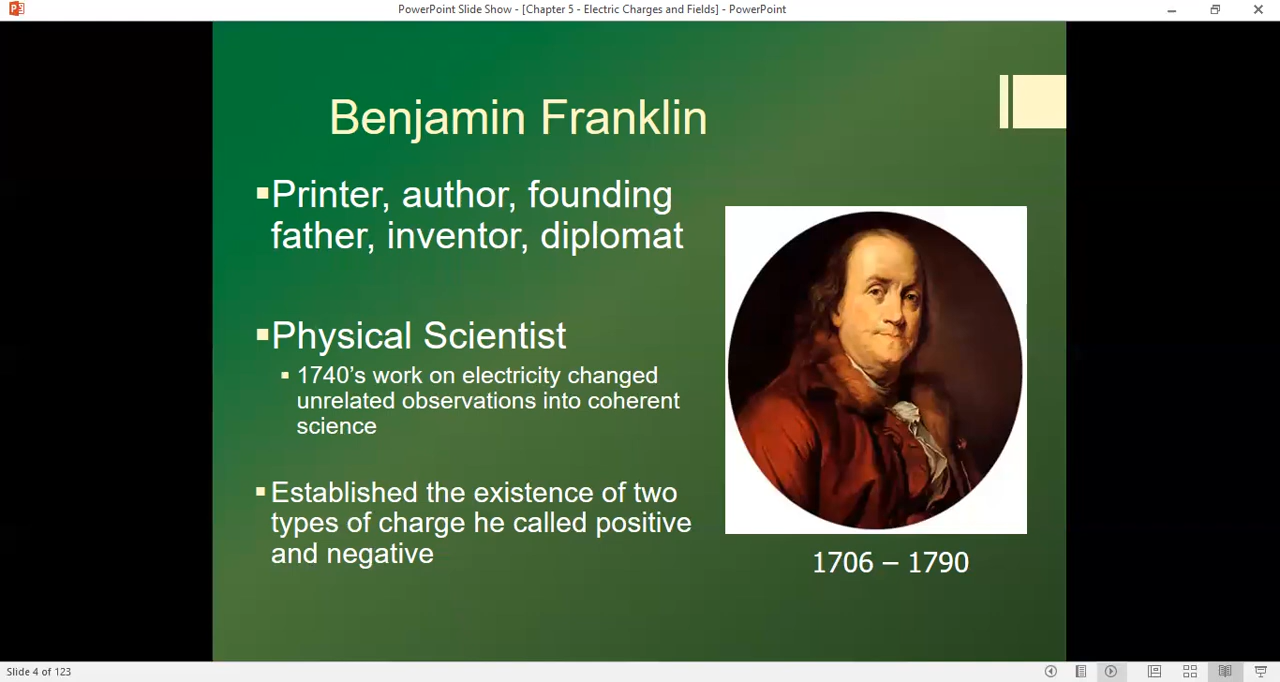 PowerPoint Slide Show - [Chapter 5 - Electric Charges and Fields] - PowerPoint
Benjamin Franklin
▪Printer, author, founding
father, inventor, diplomat
▪Physical Scientist
▪ 1740’s work on electricity changed
unrelated observations into coherent
science
▪Established the existence of two
types of charge he called positive
and negative
1706 – 1790
Slide 4 of 123